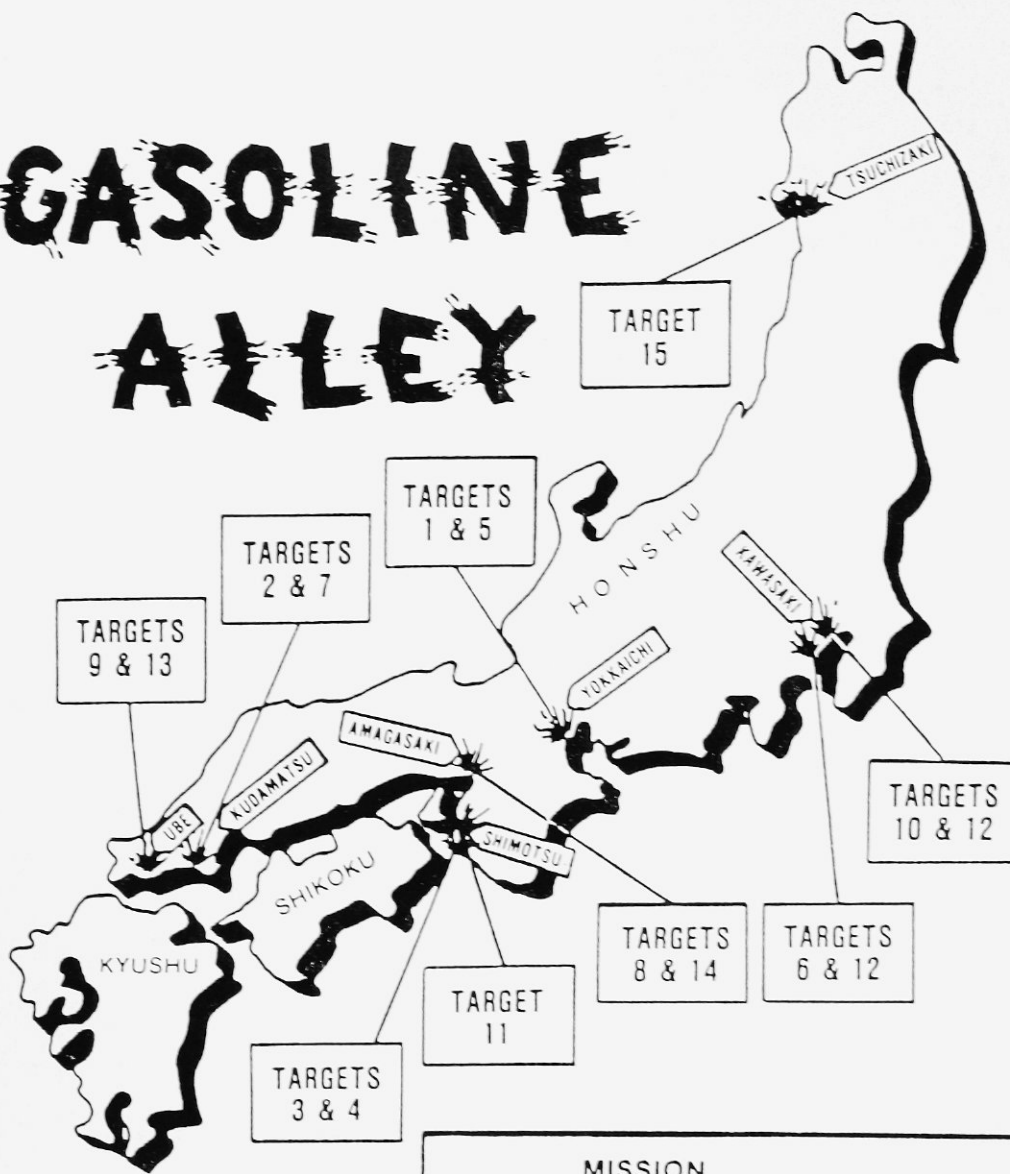 GASOLINE
ALLEY
TSUCHIZAKI
TARGET
15
TARGETS
1 & 5
HONSHU
TARGETS
2 & 7
KAWASAKI
TARGETS
9 & 13
YOKKAICHI
AMAGASAKI
KUDAMATSU
UBE
TARGETS
10 & 12
SHIMOTSU
SHIKOKU
KYUSHU
TARGETS
8 & 14
TARGETS
6 & 12
TARGET
11
TARGETS
3 & 4
MISSION